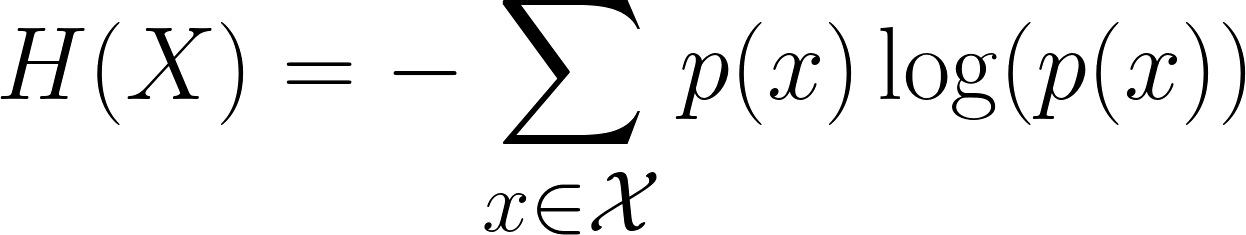 H(X) = − ∑ p(x) log(p(x))
x∈𝒳